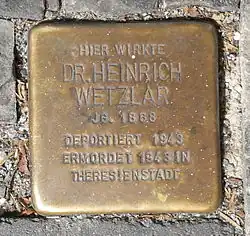 HIER WIRKTE
DR. HEINRICH
WETZLAR
JG. 1868
DEPORTIERT 1943
ERMORDET 1943 IN
THERESIENSTADT